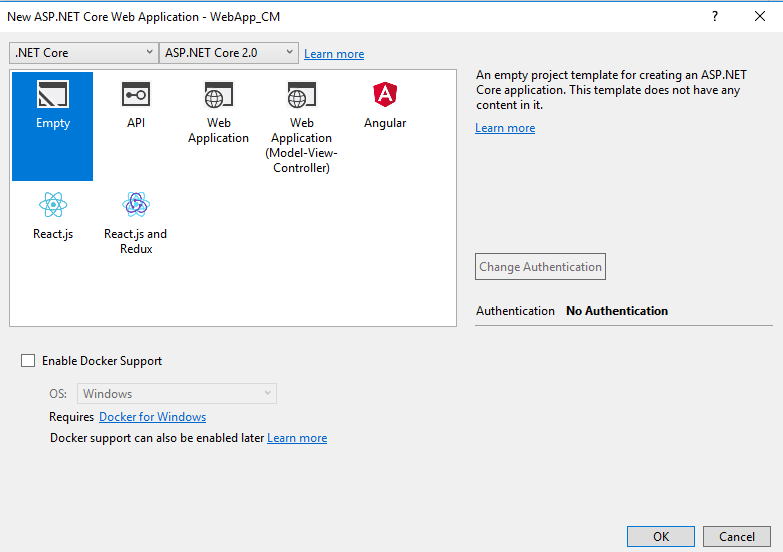 New ASP.NET Core Web Application - WebApp_CM
?
.NET Core
ASP.NET Core 2.0
Learn more
Empty
API
Web
Application
Web
Application
(Model-View-
Controller)
Angular
React.js
React.js and
Redux
An empty project template for creating an ASP.NET
Core application. This template does not have any
content in it.
Learn more
Change Authentication
Authentication No Authentication
Enable Docker Support
OS: Windows
Requires Docker for Windows
Docker support can also be enabled later Learn more
OK
Cancel